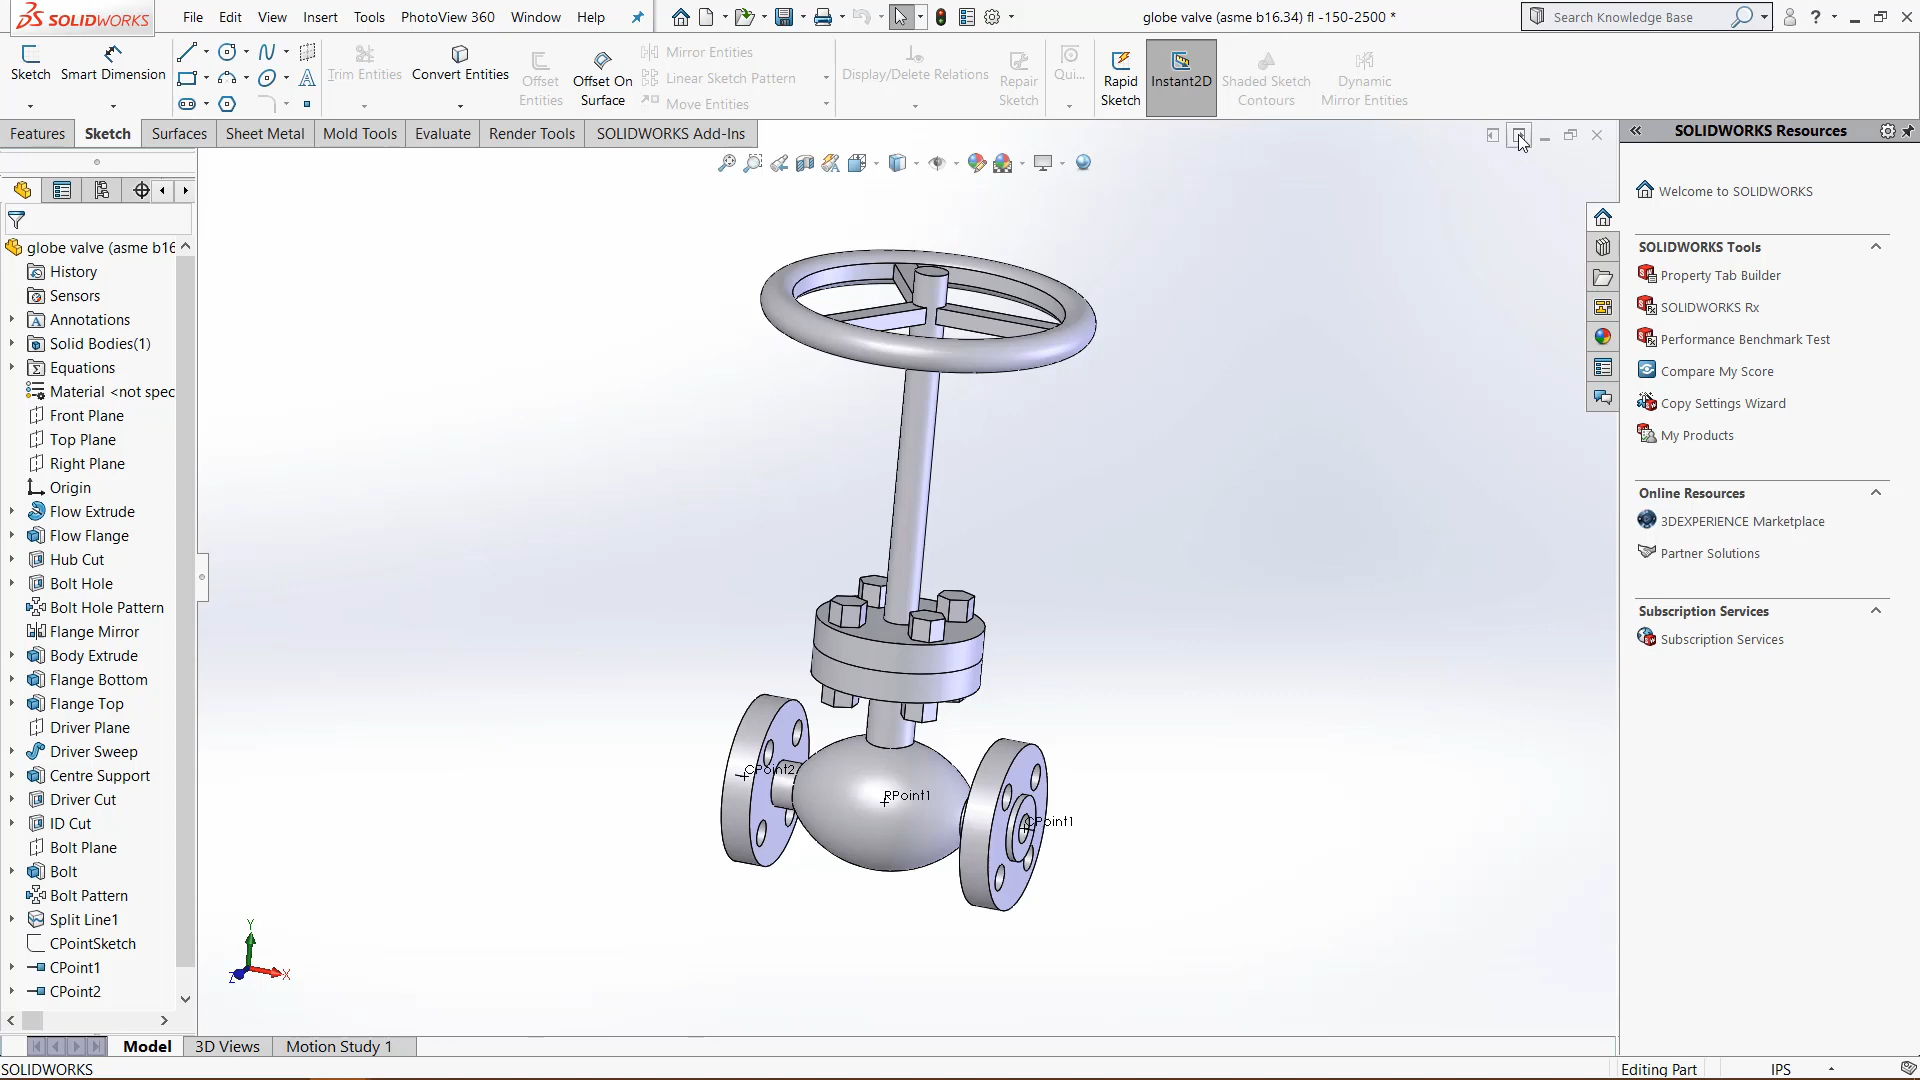 SOLIDWORKS
File Edit View Insert Tools PhotoView 360 Window Help
globe valve (asme b16.34) fl -150-2500 *
Search Knowledge Base
?
Sketch
Smart Dimension
Trim Entities
Convert Entities
Offset Entities
Offset On Surface
Mirror Entities
Linear Sketch Pattern
Move Entities
Display/Delete Relations
Repair Sketch
Qui...
Rapid Sketch
Instant2D
Shaded Sketch Contours
Dynamic Mirror Entities
Features Sketch Surfaces Sheet Metal Mold Tools Evaluate Render Tools SOLIDWORKS Add-Ins
globe valve (asme b16
History
Sensors
Annotations
Solid Bodies(1)
Equations
Material <not spec
Front Plane
Top Plane
Right Plane
Origin
Flow Extrude
Flow Flange
Hub Cut
Bolt Hole
Bolt Hole Pattern
Flange Mirror
Body Extrude
Flange Bottom
Flange Top
Driver Plane
Driver Sweep
Centre Support
Driver Cut
ID Cut
Bolt Plane
Bolt
Bolt Pattern
Split Line1
CPointSketch
CPoint1
CPoint2
CPoint2
RPoint1
CPoint1
Y
Z
X
SOLIDWORKS Resources
Welcome to SOLIDWORKS
SOLIDWORKS Tools
Property Tab Builder
SOLIDWORKS Rx
Performance Benchmark Test
Compare My Score
Copy Settings Wizard
My Products
Online Resources
3DEXPERIENCE Marketplace
Partner Solutions
Subscription Services
Subscription Services
Model 3D Views Motion Study 1
SOLIDWORKS
Editing Part
IPS